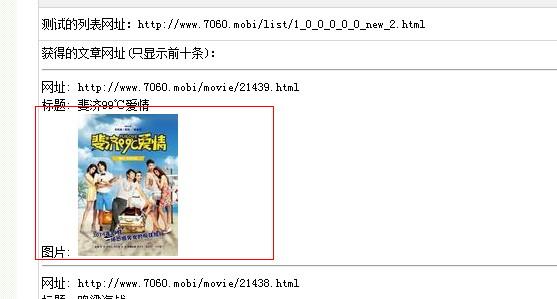 测试的列表网址：http://www.7060.mobi/list/1_0_0_0_0_0_new_2.html
获得的文章网址(只显示前十条)：
网址：http://www.7060.mobi/movie/21439.html
标题：斐济99℃爱情
斐济99℃爱情
图片：
网址：http://www.7060.mobi/movie/21438.html
标题：